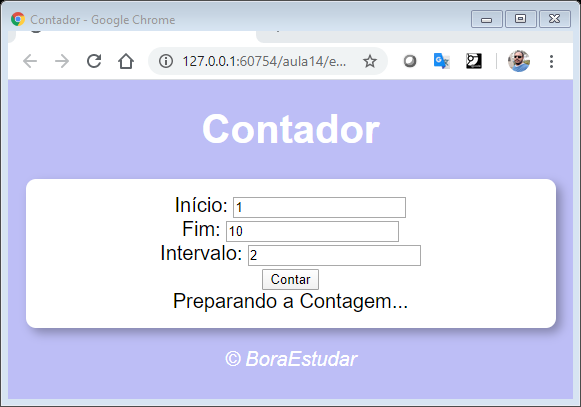 Contador - Google Chrome
127.0.0.1:60754/aula14/e...
Contador
Início: 1
Fim: 10
Intervalo: 2
Contar
Preparando a Contagem...
© BoraEstudar